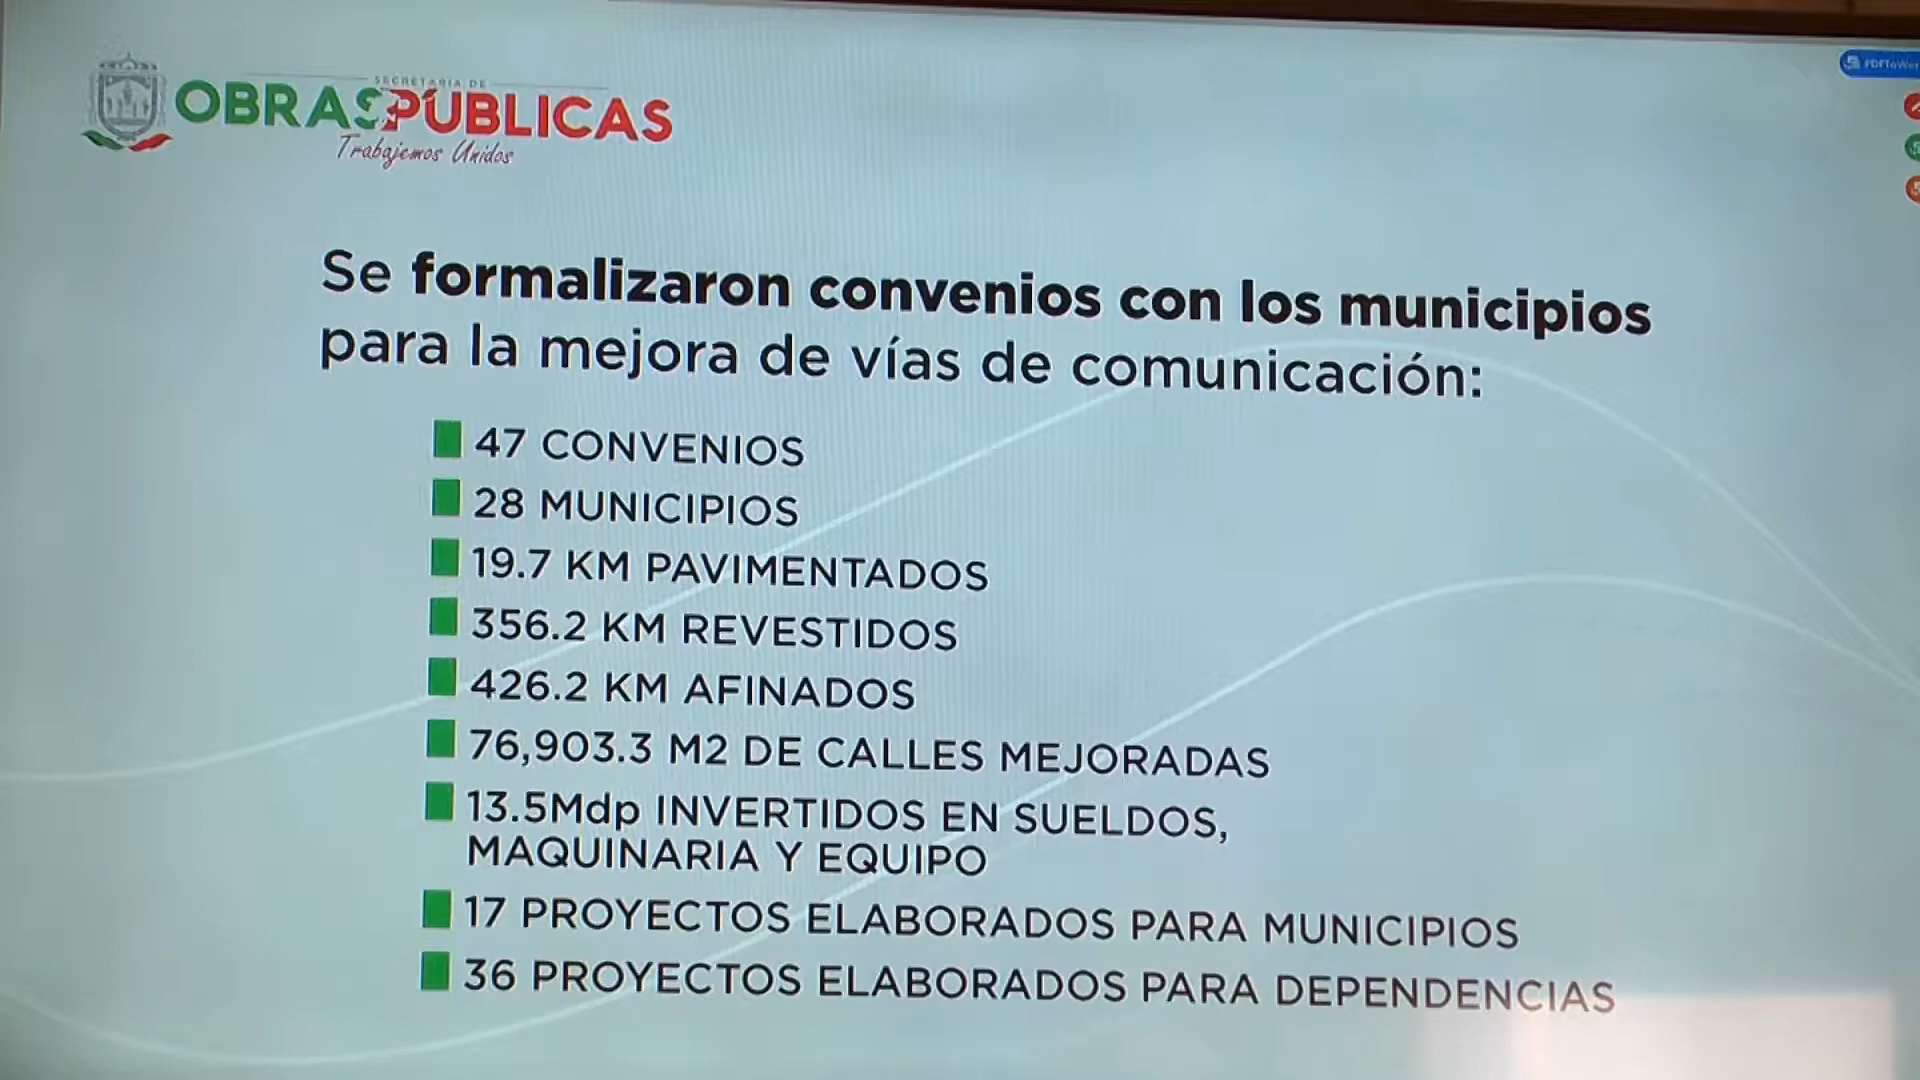 SECRETARÍA DE
OBRAS PÚBLICAS
Trabajemos Unidos
PDFToWor
Se formalizaron convenios con los municipios
para la mejora de vías de comunicación:
47 CONVENIOS
28 MUNICIPIOS
19.7 KM PAVIMENTADOS
356.2 KM REVESTIDOS
426.2 KM AFINADOS
76,903.3 M2 DE CALLES MEJORADAS
13.5Mdp INVERTIDOS EN SUELDOS,
MAQUINARIA Y EQUIPO
17 PROYECTOS ELABORADOS PARA MUNICIPIOS
36 PROYECTOS ELABORADOS PARA DEPENDENCIAS